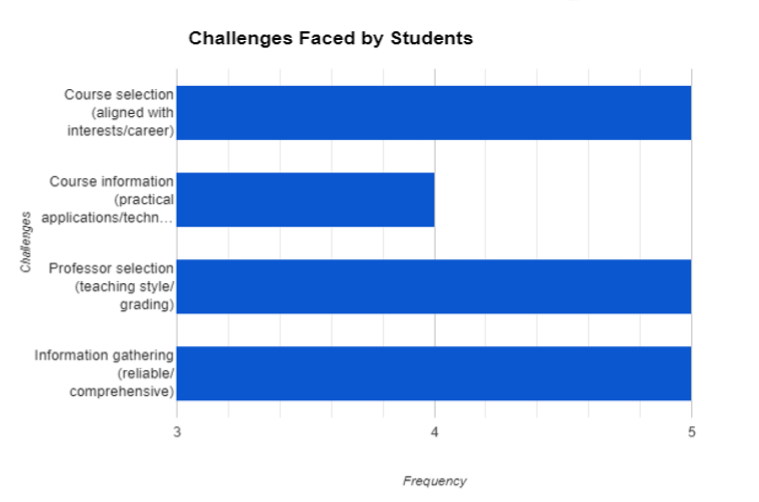 Challenges Faced by Students
Course selection
(aligned with
interests/career)
Course information
(practical
applications/techn...
Professor selection
(teaching style/
grading)
Information gathering
(reliable/
comprehensive)
Challenges
3
4
5
Frequency